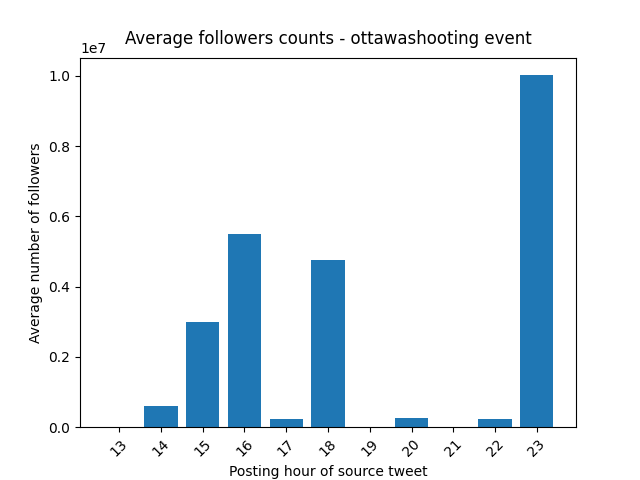 Average followers counts - ottawashooting event
1e7
1.0
0.8
0.6
0.4
0.2
0.0
Average number of followers
13 14 15 16 17 18 19 20 21 22 23
Posting hour of source tweet